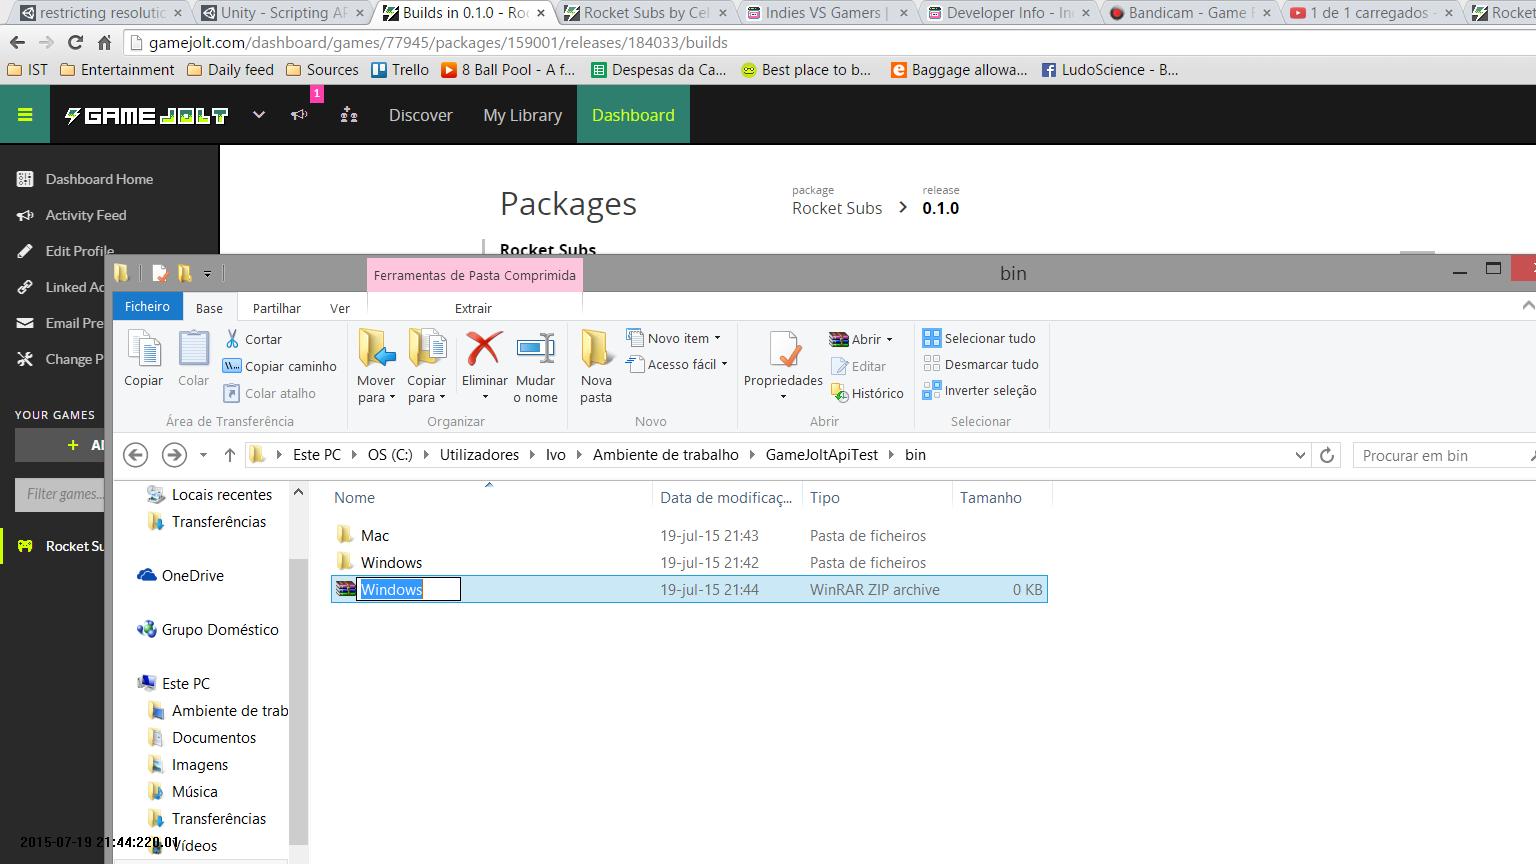 restricting resolutic
Unity - Scripting AP
Builds in 0.1.0 - Ro
Rocket Subs by Cel
Indies VS Gamers |
Developer Info - In
Bandicam - Game F
1 de 1 carregados -
Rocket
gamejolt.com/dashboard/games/77945/packages/159001/releases/184033/builds
IST Entertainment Daily feed Sources Trello 8 Ball Pool - A f... Despesas da Ca... Best place to b... Baggage allowa... LudoScience - B...
GAME JOLT 1 Discover My Library Dashboard
Dashboard Home
Activity Feed
Edit Profile
Linked Ac
Email Pre
Change P
YOUR GAMES
+ A
Filter games...
Rocket Su
Packages
package
Rocket Subs
release
0.1.0
Rocket Subs
Ferramentas de Pasta Comprimida
bin
Ficheiro Base Partilhar Ver Extrair
Copiar
Colar
Cortar
Copiar caminho
Colar atalho
Área de Transferência
Mover para
Copiar para
Eliminar
Mudar o nome
Organizar
Nova pasta
Novo item
Acesso fácil
Novo
Propriedades
Abrir
Editar
Histórico
Abrir
Selecionar tudo
Desmarcar tudo
Inverter seleção
Selecionar
Este PC OS (C:) Utilizadores Ivo Ambiente de trabalho GameJoltApiTest bin
Procurar em bin
Locais recentes
Transferências
OneDrive
Grupo Doméstico
Este PC
Ambiente de trab
Documentos
Imagens
Música
Transferências
Vídeos
Nome Data de modificaç... Tipo Tamanho
Mac 19-jul-15 21:43 Pasta de ficheiros
Windows 19-jul-15 21:42 Pasta de ficheiros
Windows 19-jul-15 21:44 WinRAR ZIP archive 0 KB